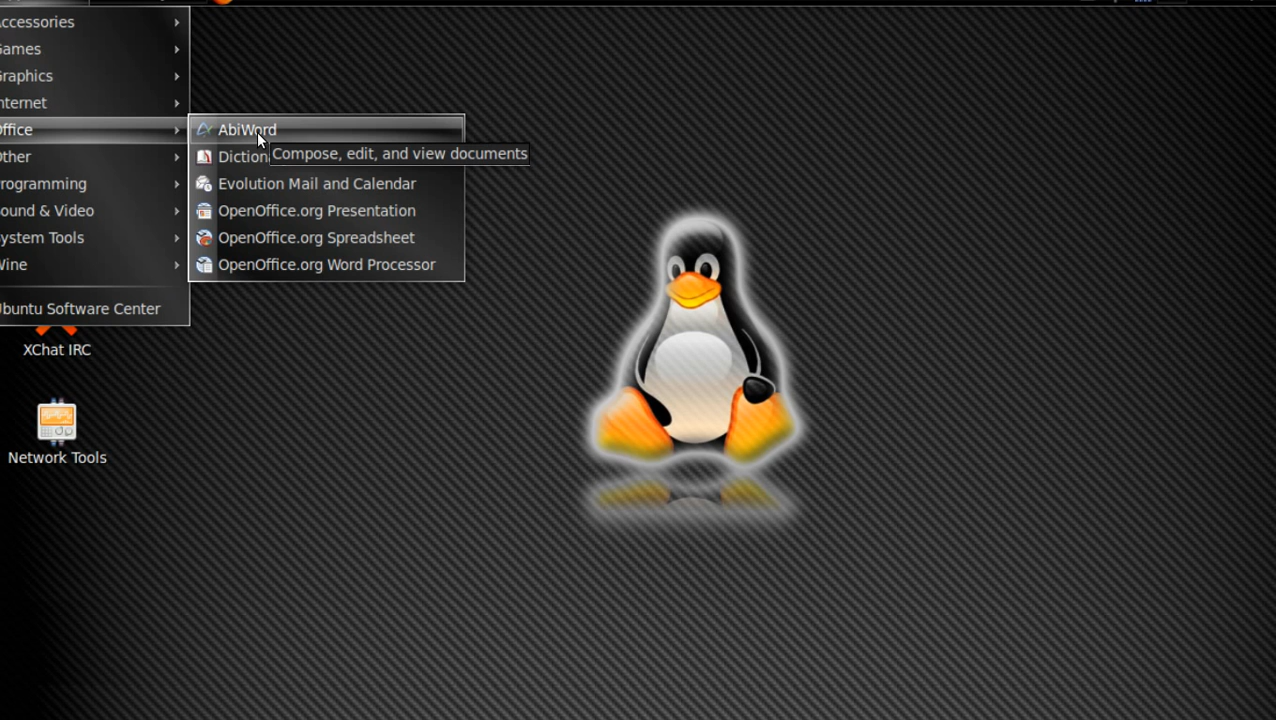 ccessories
ames
raphics
nternet
ffice
ther
rogramming
ound & Video
ystem Tools
Wine
buntu Software Center
AbiWord
Diction
Compose, edit, and view documents
Evolution Mail and Calendar
OpenOffice.org Presentation
OpenOffice.org Spreadsheet
OpenOffice.org Word Processor
XChat IRC
Network Tools